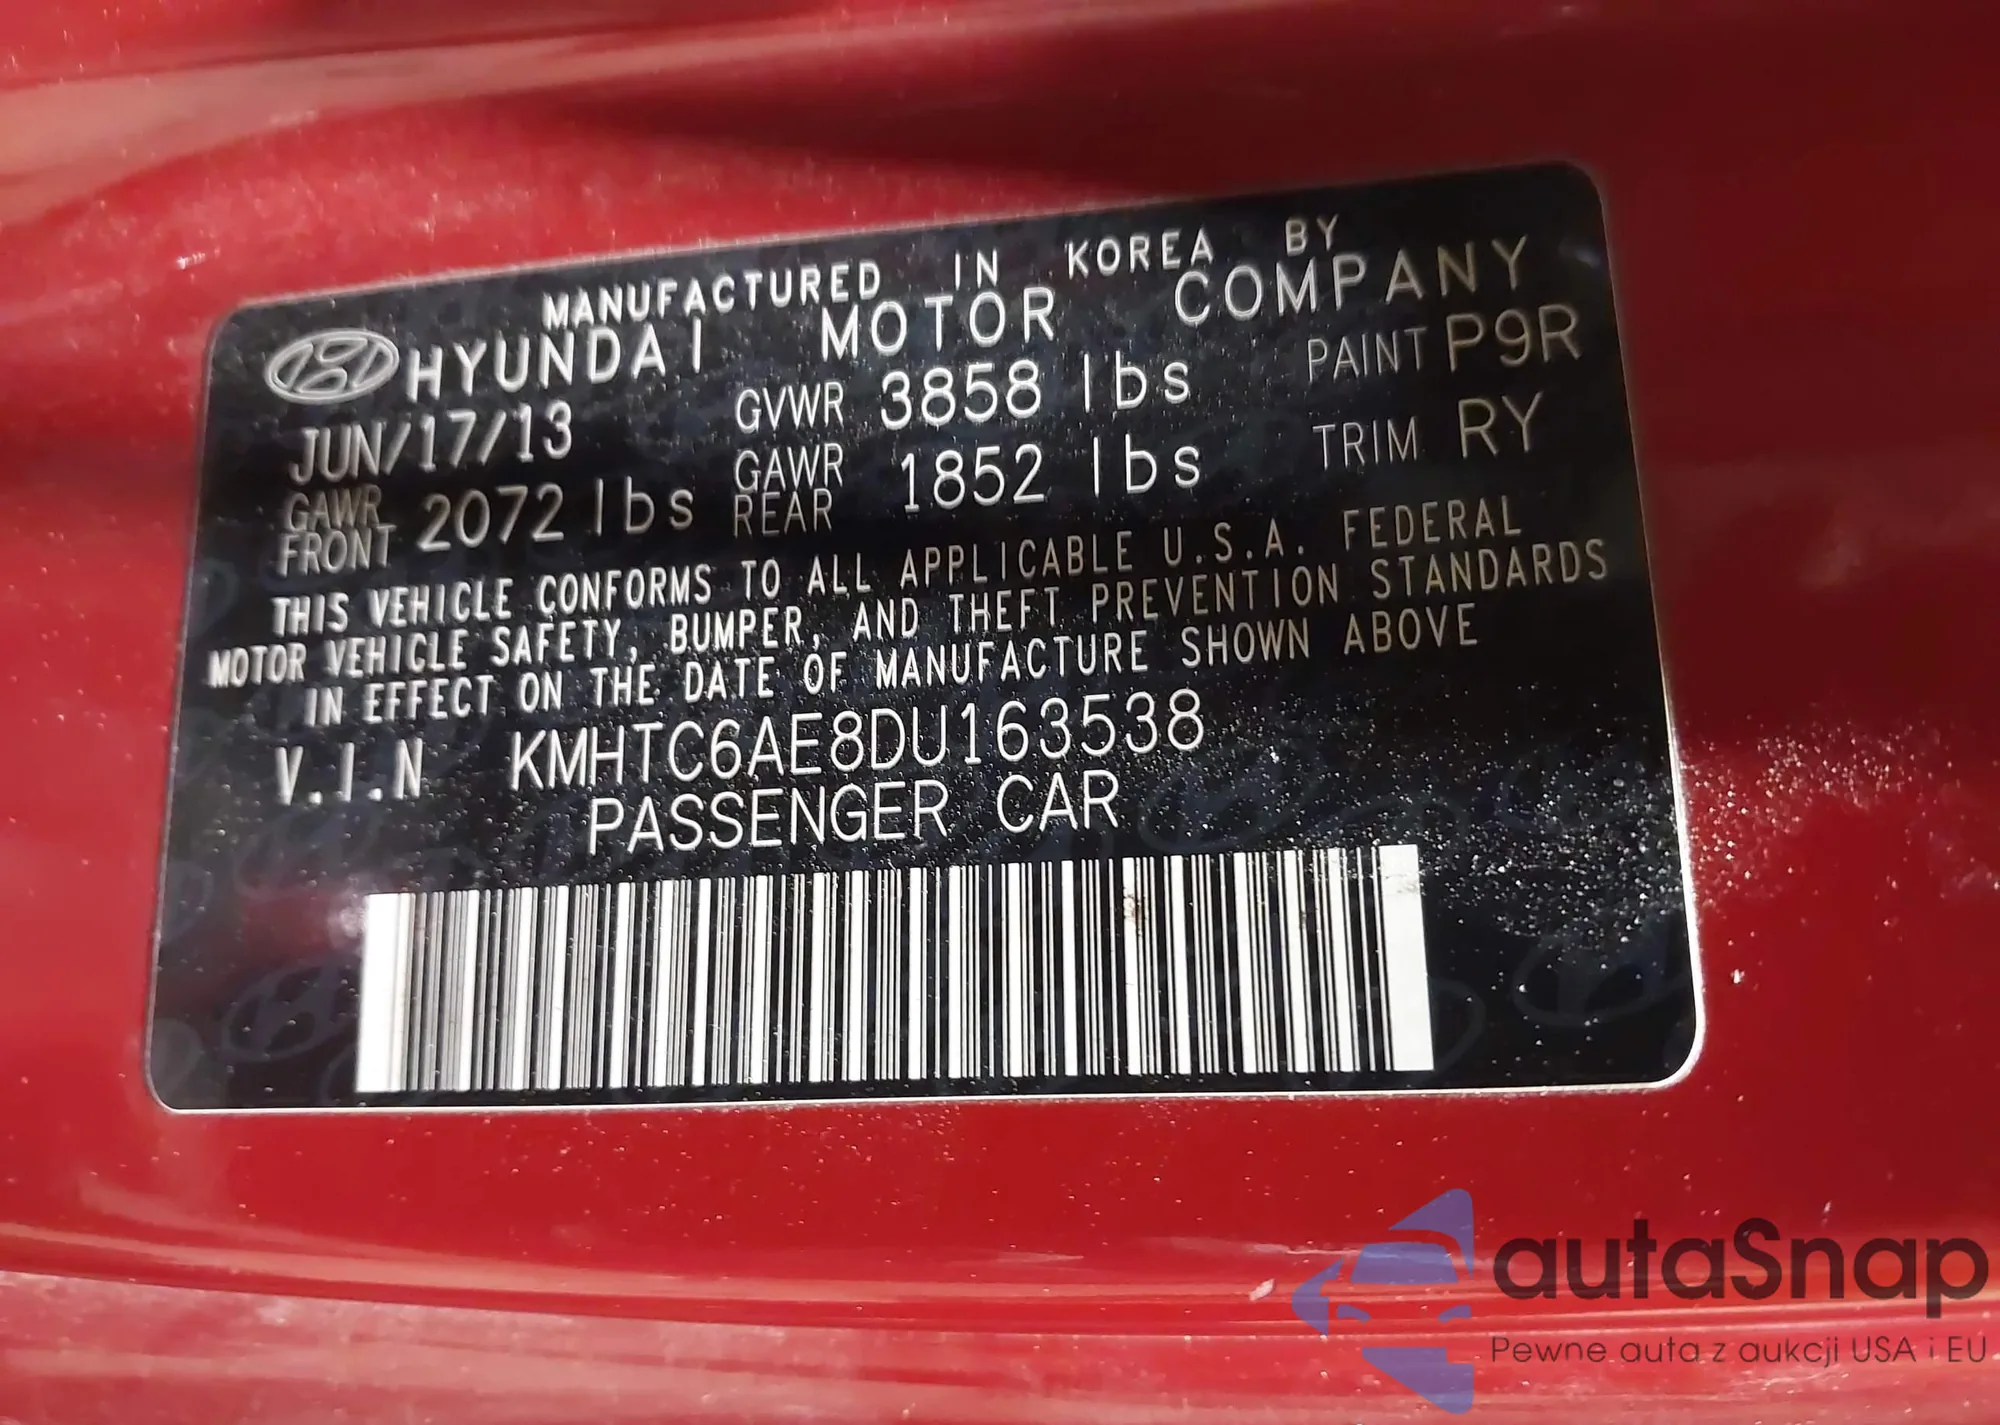 MANUFACTURED IN KOREA BY
HYUNDAI MOTOR COMPANY
JUN/17/13 GVWR 3858 lbs PAINT P9R
GAWR FRONT 2072 lbs GAWR REAR 1852 lbs TRIM RY
THIS VEHICLE CONFORMS TO ALL APPLICABLE U.S.A. FEDERAL
MOTOR VEHICLE SAFETY, BUMPER, AND THEFT PREVENTION STANDARDS
IN EFFECT ON THE DATE OF MANUFACTURE SHOWN ABOVE
V.I.N KMHTC6AE8DU163538
PASSENGER CAR
autaSnap
Pewne auta z aukcji USA i EU